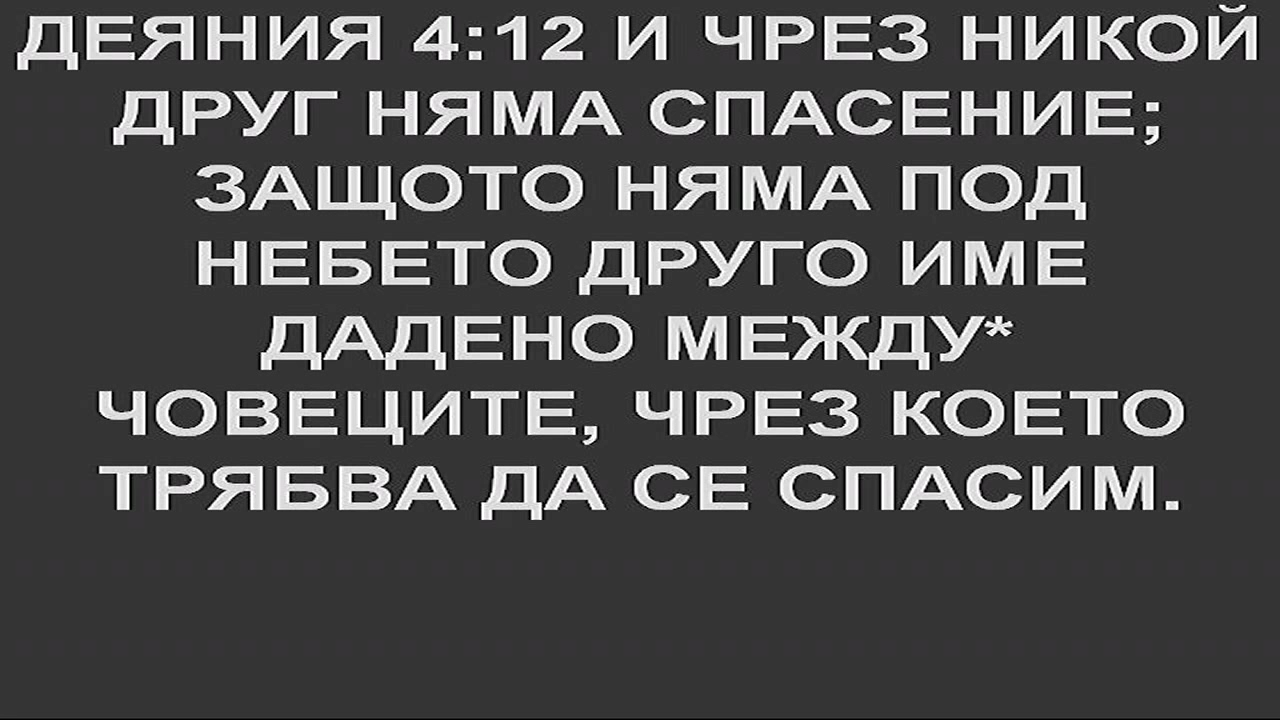 ДЕЯНИЯ 4:12 И ЧРЕЗ НИКОЙ
ДРУГ НЯМА СПАСЕНИЕ;
ЗАЩОТО НЯМА ПОД
НЕБЕТО ДРУГО ИМЕ
ДАДЕНО МЕЖДУ*
ЧОВЕЦИТЕ, ЧРЕЗ КОЕТО
ТРЯБВА ДА СЕ СПАСИМ.